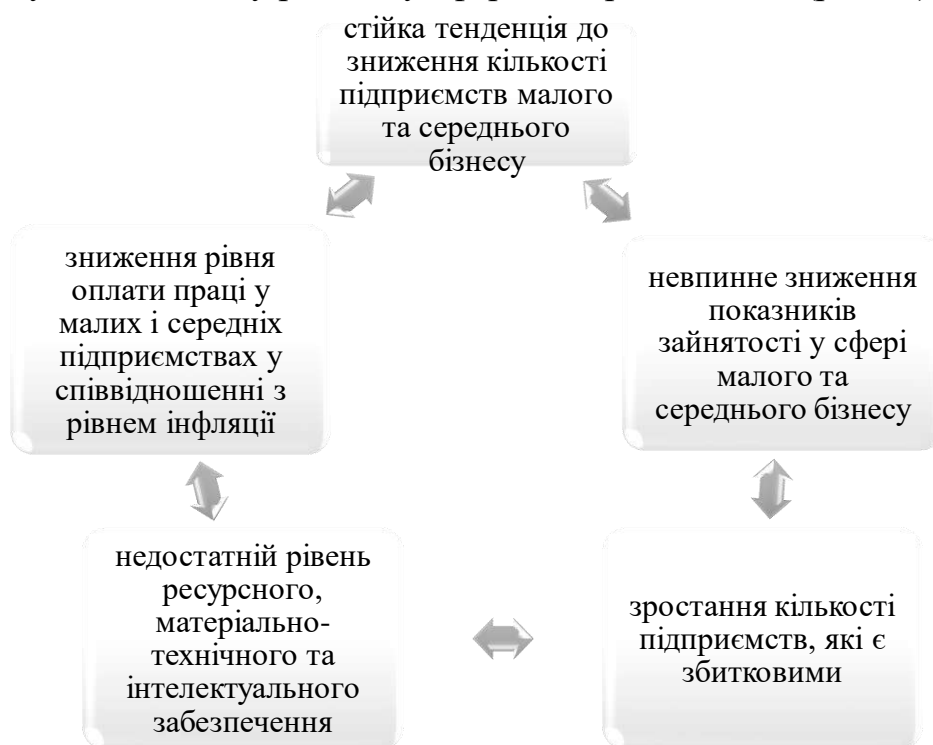 стійка тенденція до
зниження кількості
підприємств малого
та середнього
бізнесу
зниження рівня
оплати праці у
малих і середніх
підприємствах у
співвідношенні з
рівнем інфляції
невпинне зниження
показників
зайнятості у сфері
малого та
середнього бізнесу
недостатній рівень
ресурсного,
матеріально-
технічного та
інтелектуального
забезпечення
зростання кількості
підприємств, які є
збитковими